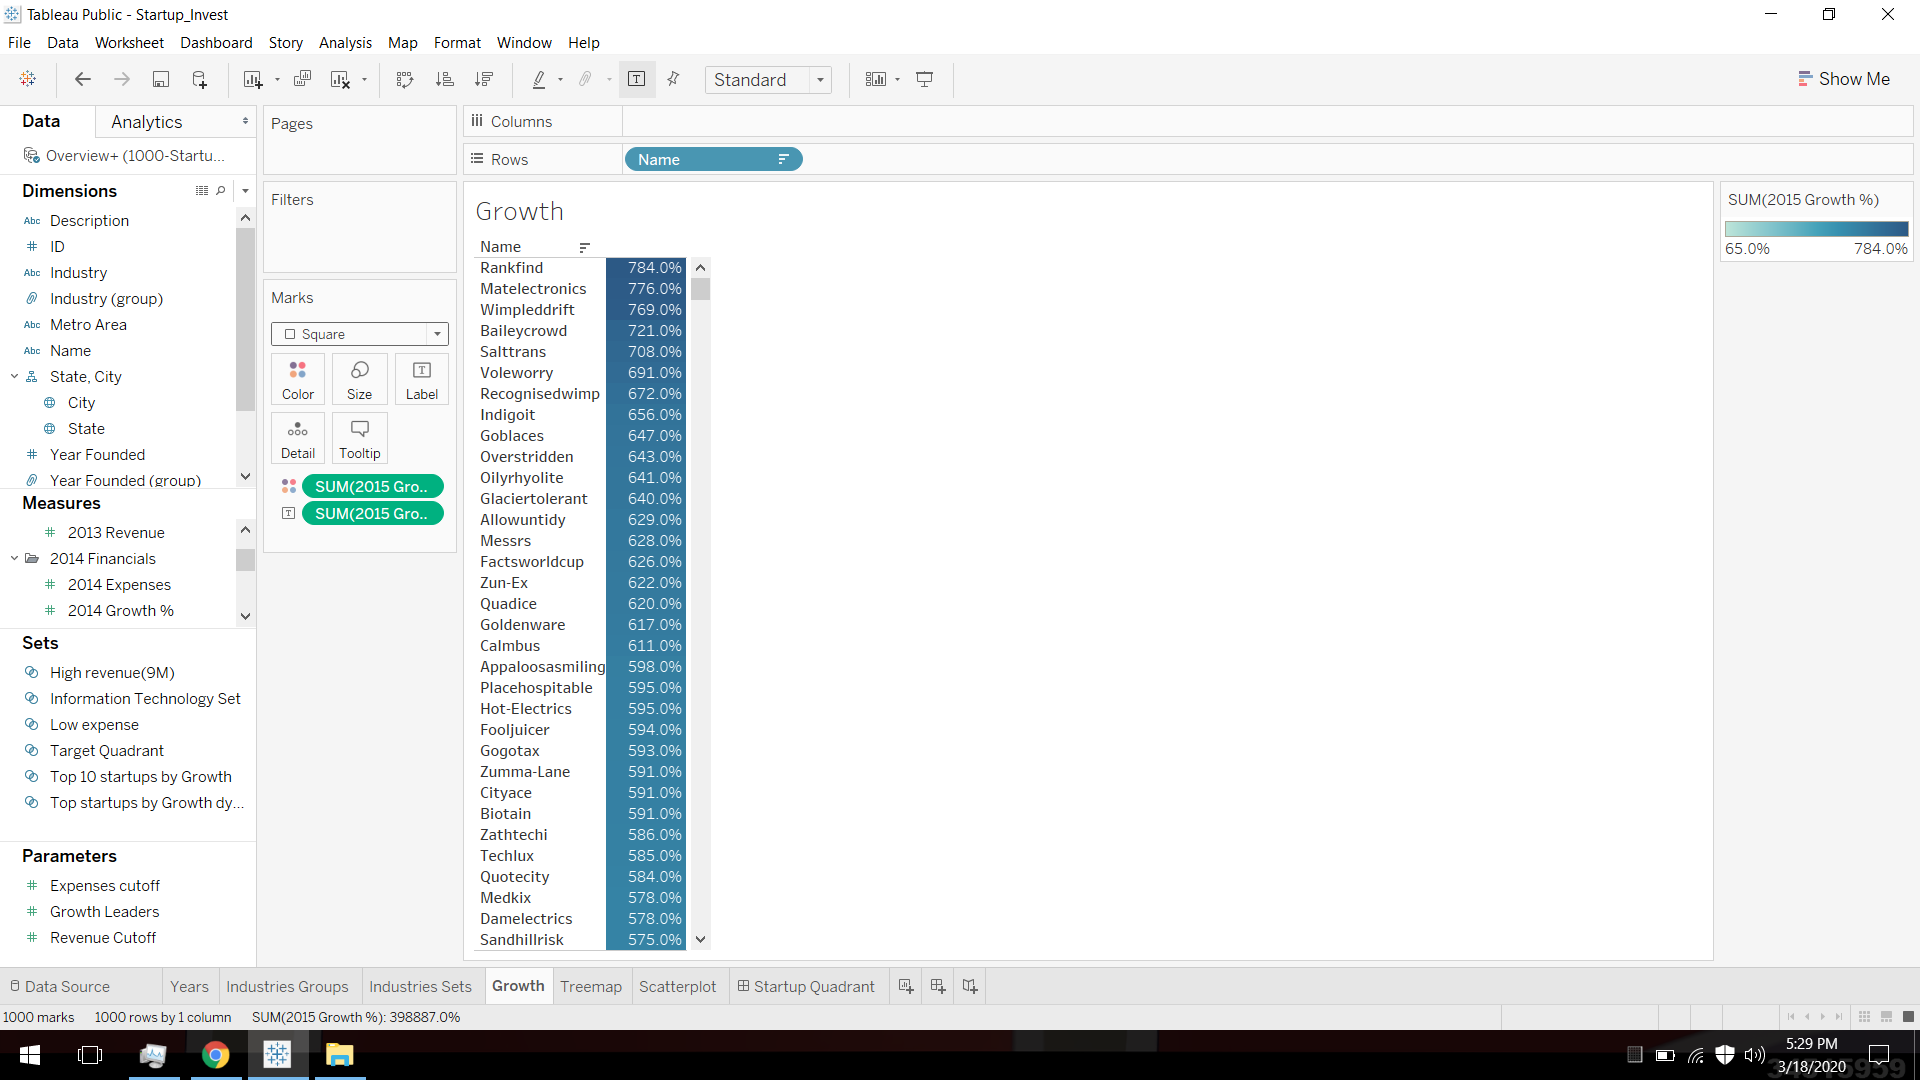 Tableau Public - Startup_Invest
File Data Worksheet Dashboard Story Analysis Map Format Window Help
Standard
Show Me
Data Analytics
Overview+ (1000-Startu...
Dimensions
Abc Description
ID
Abc Industry
Industry (group)
Abc Metro Area
Abc Name
State, City
City
State
Year Founded
Year Founded (group)
Measures
2013 Revenue
2014 Financials
2014 Expenses
2014 Growth %
Sets
High revenue(9M)
Information Technology Set
Low expense
Target Quadrant
Top 10 startups by Growth
Top startups by Growth dy...
Parameters
Expenses cutoff
Growth Leaders
Revenue Cutoff
Pages
Filters
Marks
Square
Color Size Label
Detail Tooltip
SUM(2015 Gro..
SUM(2015 Gro..
Columns
Rows Name
Growth
Name
Rankfind 784.0%
Matelectronics 776.0%
Wimpleddrift 769.0%
Baileycrowd 721.0%
Salttrans 708.0%
Voleworry 691.0%
Recognisedwimp 672.0%
Indigoit 656.0%
Goblaces 647.0%
Overstridden 643.0%
Oilyrhyolite 641.0%
Glaciertolerant 640.0%
Allowuntidy 629.0%
Messrs 628.0%
Factsworldcup 626.0%
Zun-Ex 622.0%
Quadice 620.0%
Goldenware 617.0%
Calmbus 611.0%
Appaloosasmiling 598.0%
Placehospitable 595.0%
Hot-Electrics 595.0%
Fooljuicer 594.0%
Gogotax 593.0%
Zumma-Lane 591.0%
Cityace 591.0%
Biotain 591.0%
Zathtechi 586.0%
Techlux 585.0%
Quotecity 584.0%
Medkix 578.0%
Damelectrics 578.0%
Sandhillrisk 575.0%
SUM(2015 Growth %)
65.0% 784.0%
Data Source Years Industries Groups Industries Sets Growth Treemap Scatterplot Startup Quadrant
1000 marks 1000 rows by 1 column SUM(2015 Growth %): 398887.0%
5:29 PM
3/18/2020